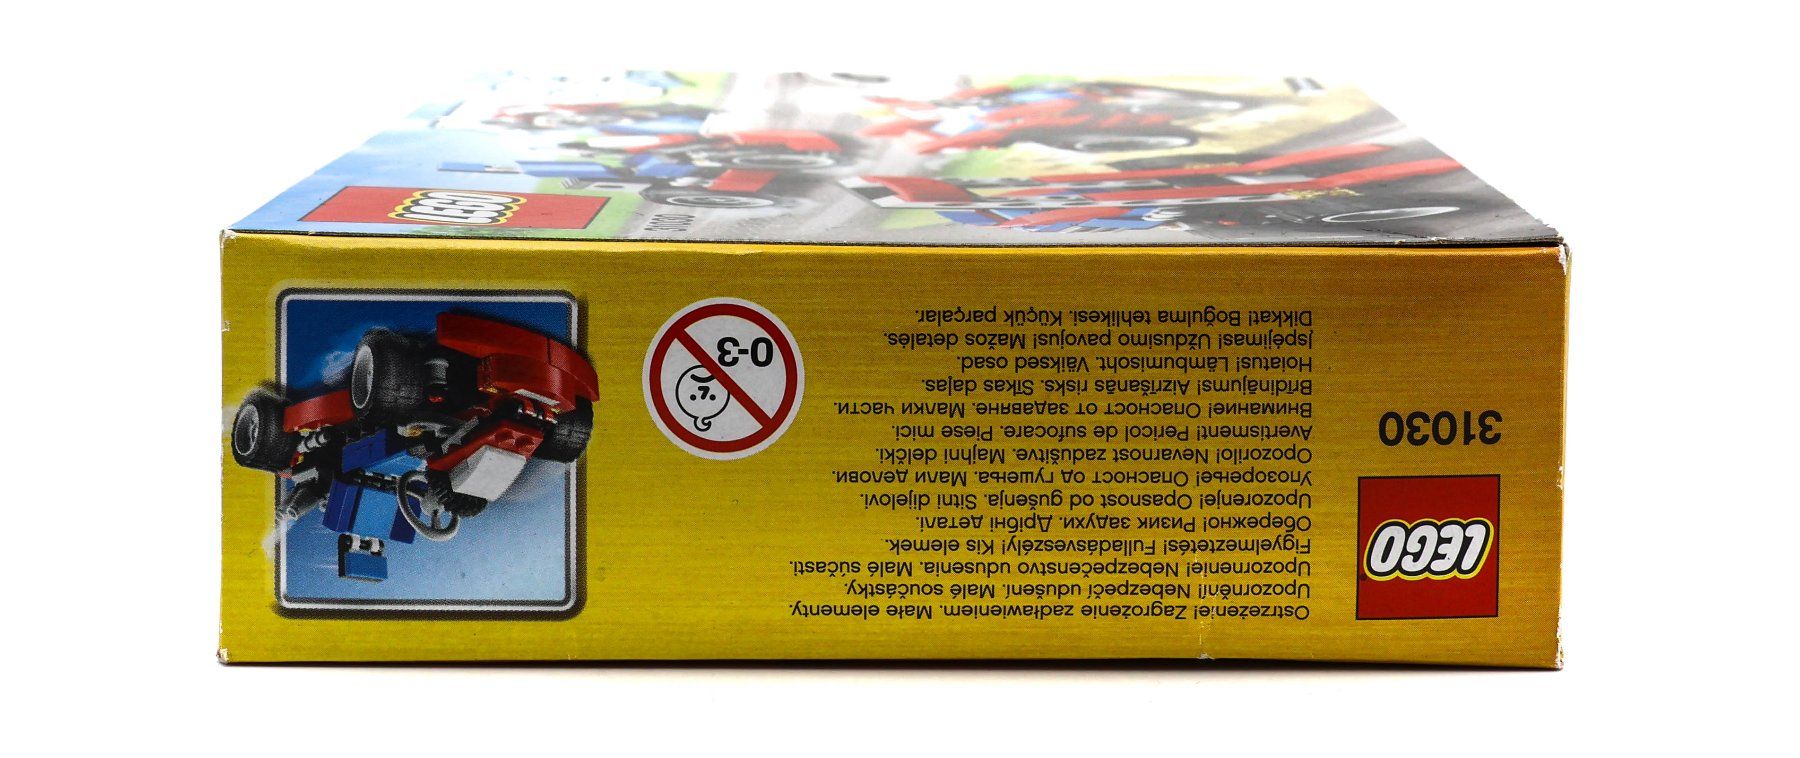 LEGO
31030
LEGO
31030
Ostrzeżenie! Zagrożenie zadławieniem. Małe elementy.
Upozornění! Nebezpečí udušení. Malé součástky.
Upozornenie! Nebezpečenstvo udusenia. Malé súčasti.
Figyelmeztetés! Fulladásveszély! Kis elemek.
Обережно! Ризик задухи. Дрібні деталі.
Upozorenje! Opasnost od gušenja. Sitni dijelovi.
Упозорење! Опасност од гушења. Мали делови.
Opozorilo! Nevarnost zadušitve. Majhni delčki.
Avertisment! Pericol de sufocare. Piese mici.
Внимание! Опасност от задавяне. Малки части.
Brīdinājums! Aizrīšanās risks. Sīkas daļas.
Hoiatus! Lämbumisoht. Väiksed osad.
Įspėjimas! Uždusimo pavojus! Mažos detalės.
Dikkat! Boğulma tehlikesi. Küçük parçalar.
0-3